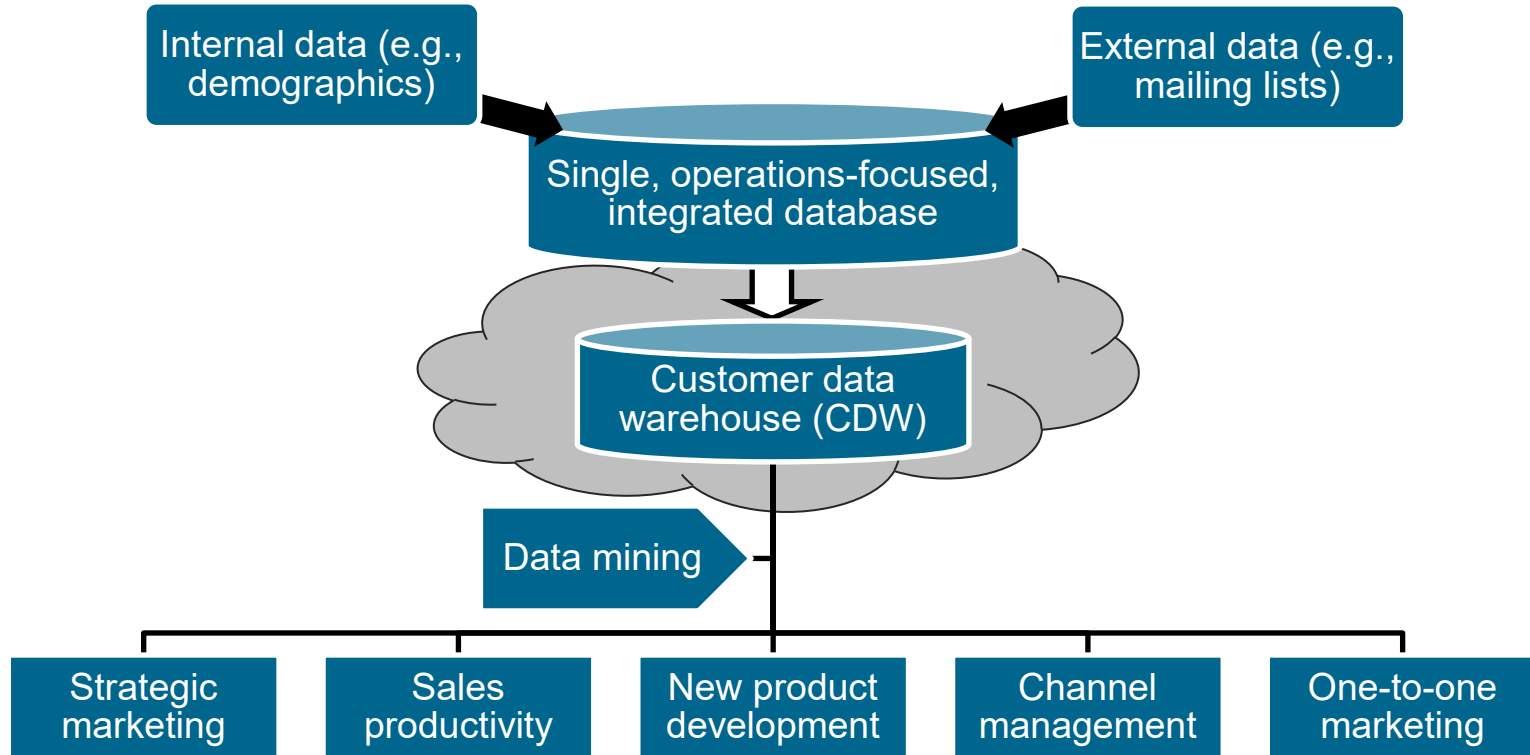 Internal data (e.g.,
demographics)
External data (e.g.,
mailing lists)
Single, operations-focused,
integrated database
Customer data
warehouse (CDW)
Data mining
Strategic
marketing
Sales
productivity
New product
development
Channel
management
One-to-one
marketing